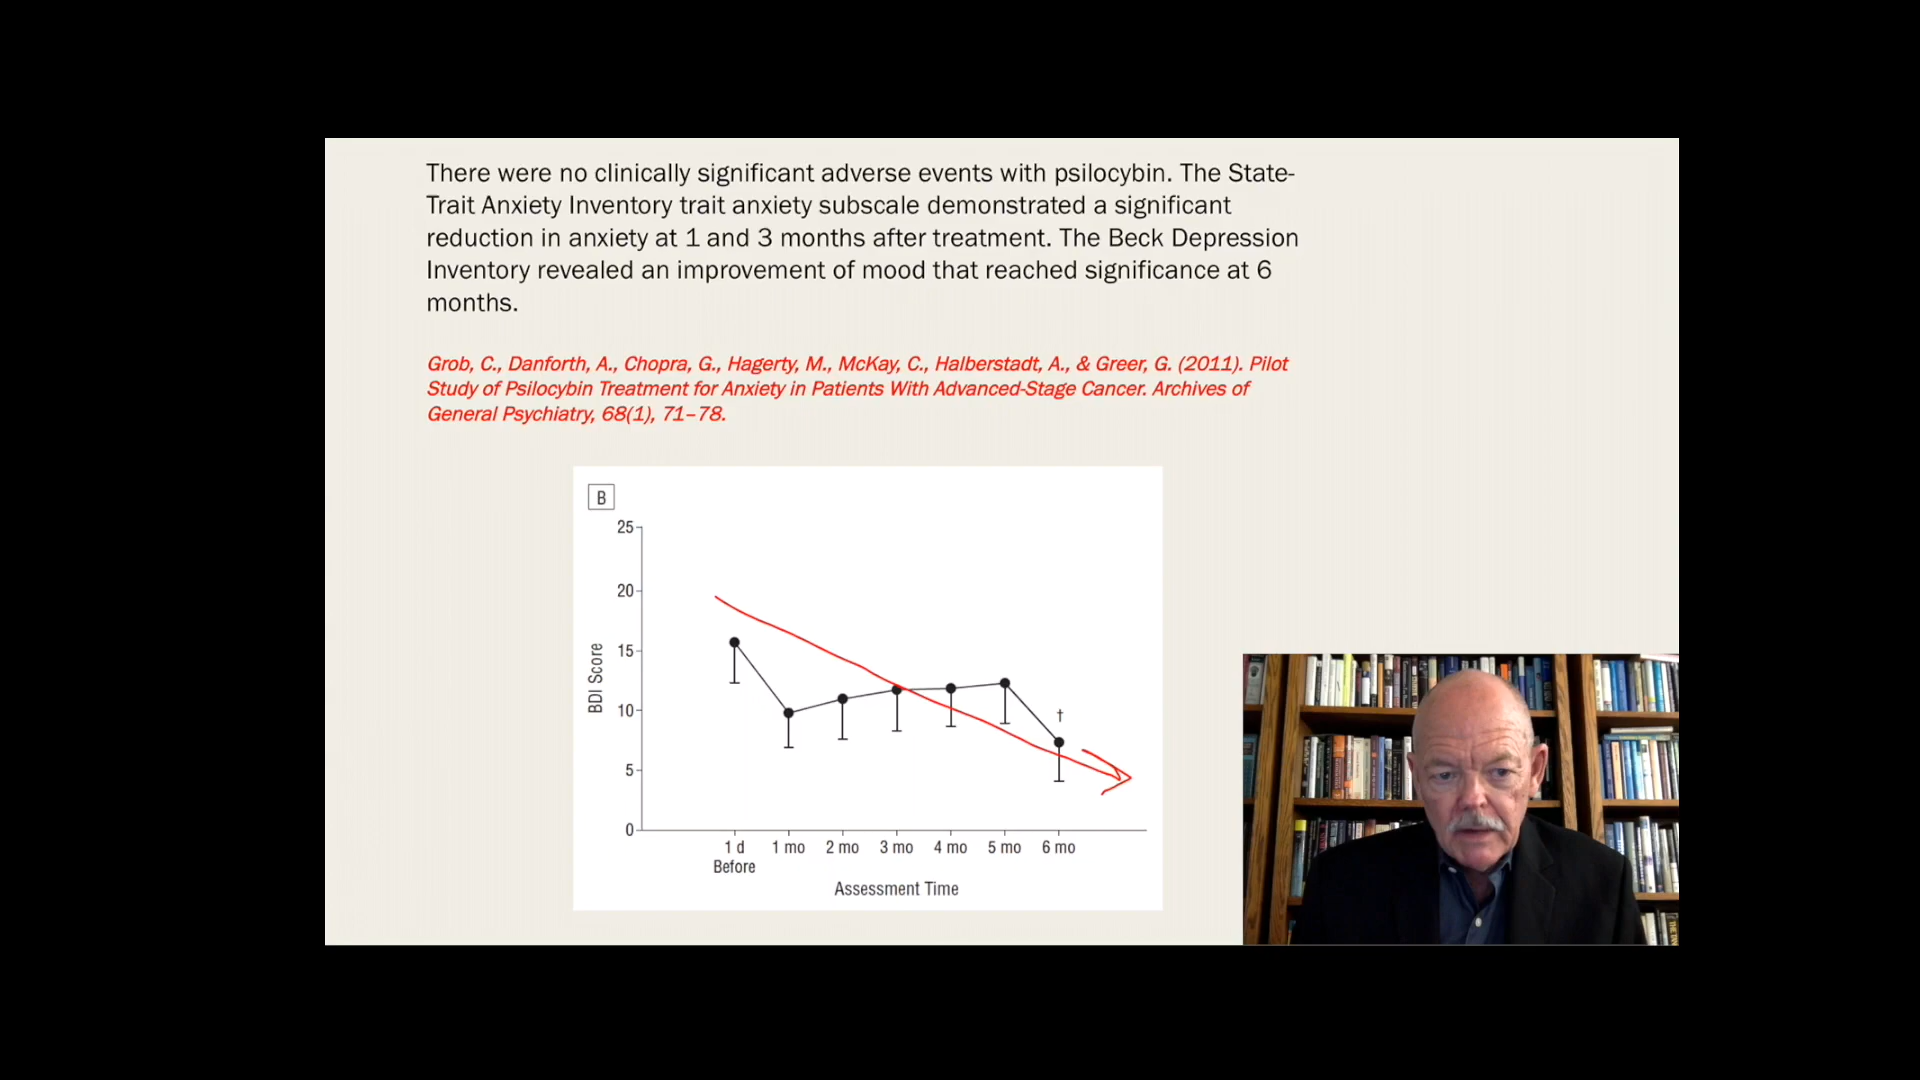 There were no clinically significant adverse events with psilocybin. The State-
Trait Anxiety Inventory trait anxiety subscale demonstrated a significant
reduction in anxiety at 1 and 3 months after treatment. The Beck Depression
Inventory revealed an improvement of mood that reached significance at 6
months.
Grob, C., Danforth, A., Chopra, G., Hagerty, M., McKay, C., Halberstadt, A., & Greer, G. (2011). Pilot
Study of Psilocybin Treatment for Anxiety in Patients With Advanced-Stage Cancer. Archives of
General Psychiatry, 68(1), 71–78.
B
25
20
15
10
5
0
BDI Score
†
1 d 1 mo 2 mo 3 mo 4 mo 5 mo 6 mo
Before
Assessment Time